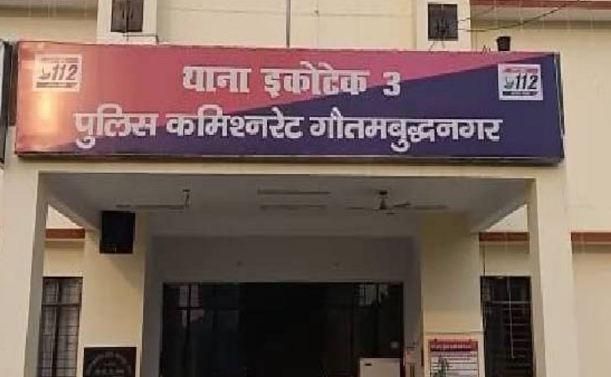 112
थाना इकोटेक 3
112
पुलिस कमिश्नरेट गौतमबुद्धनगर